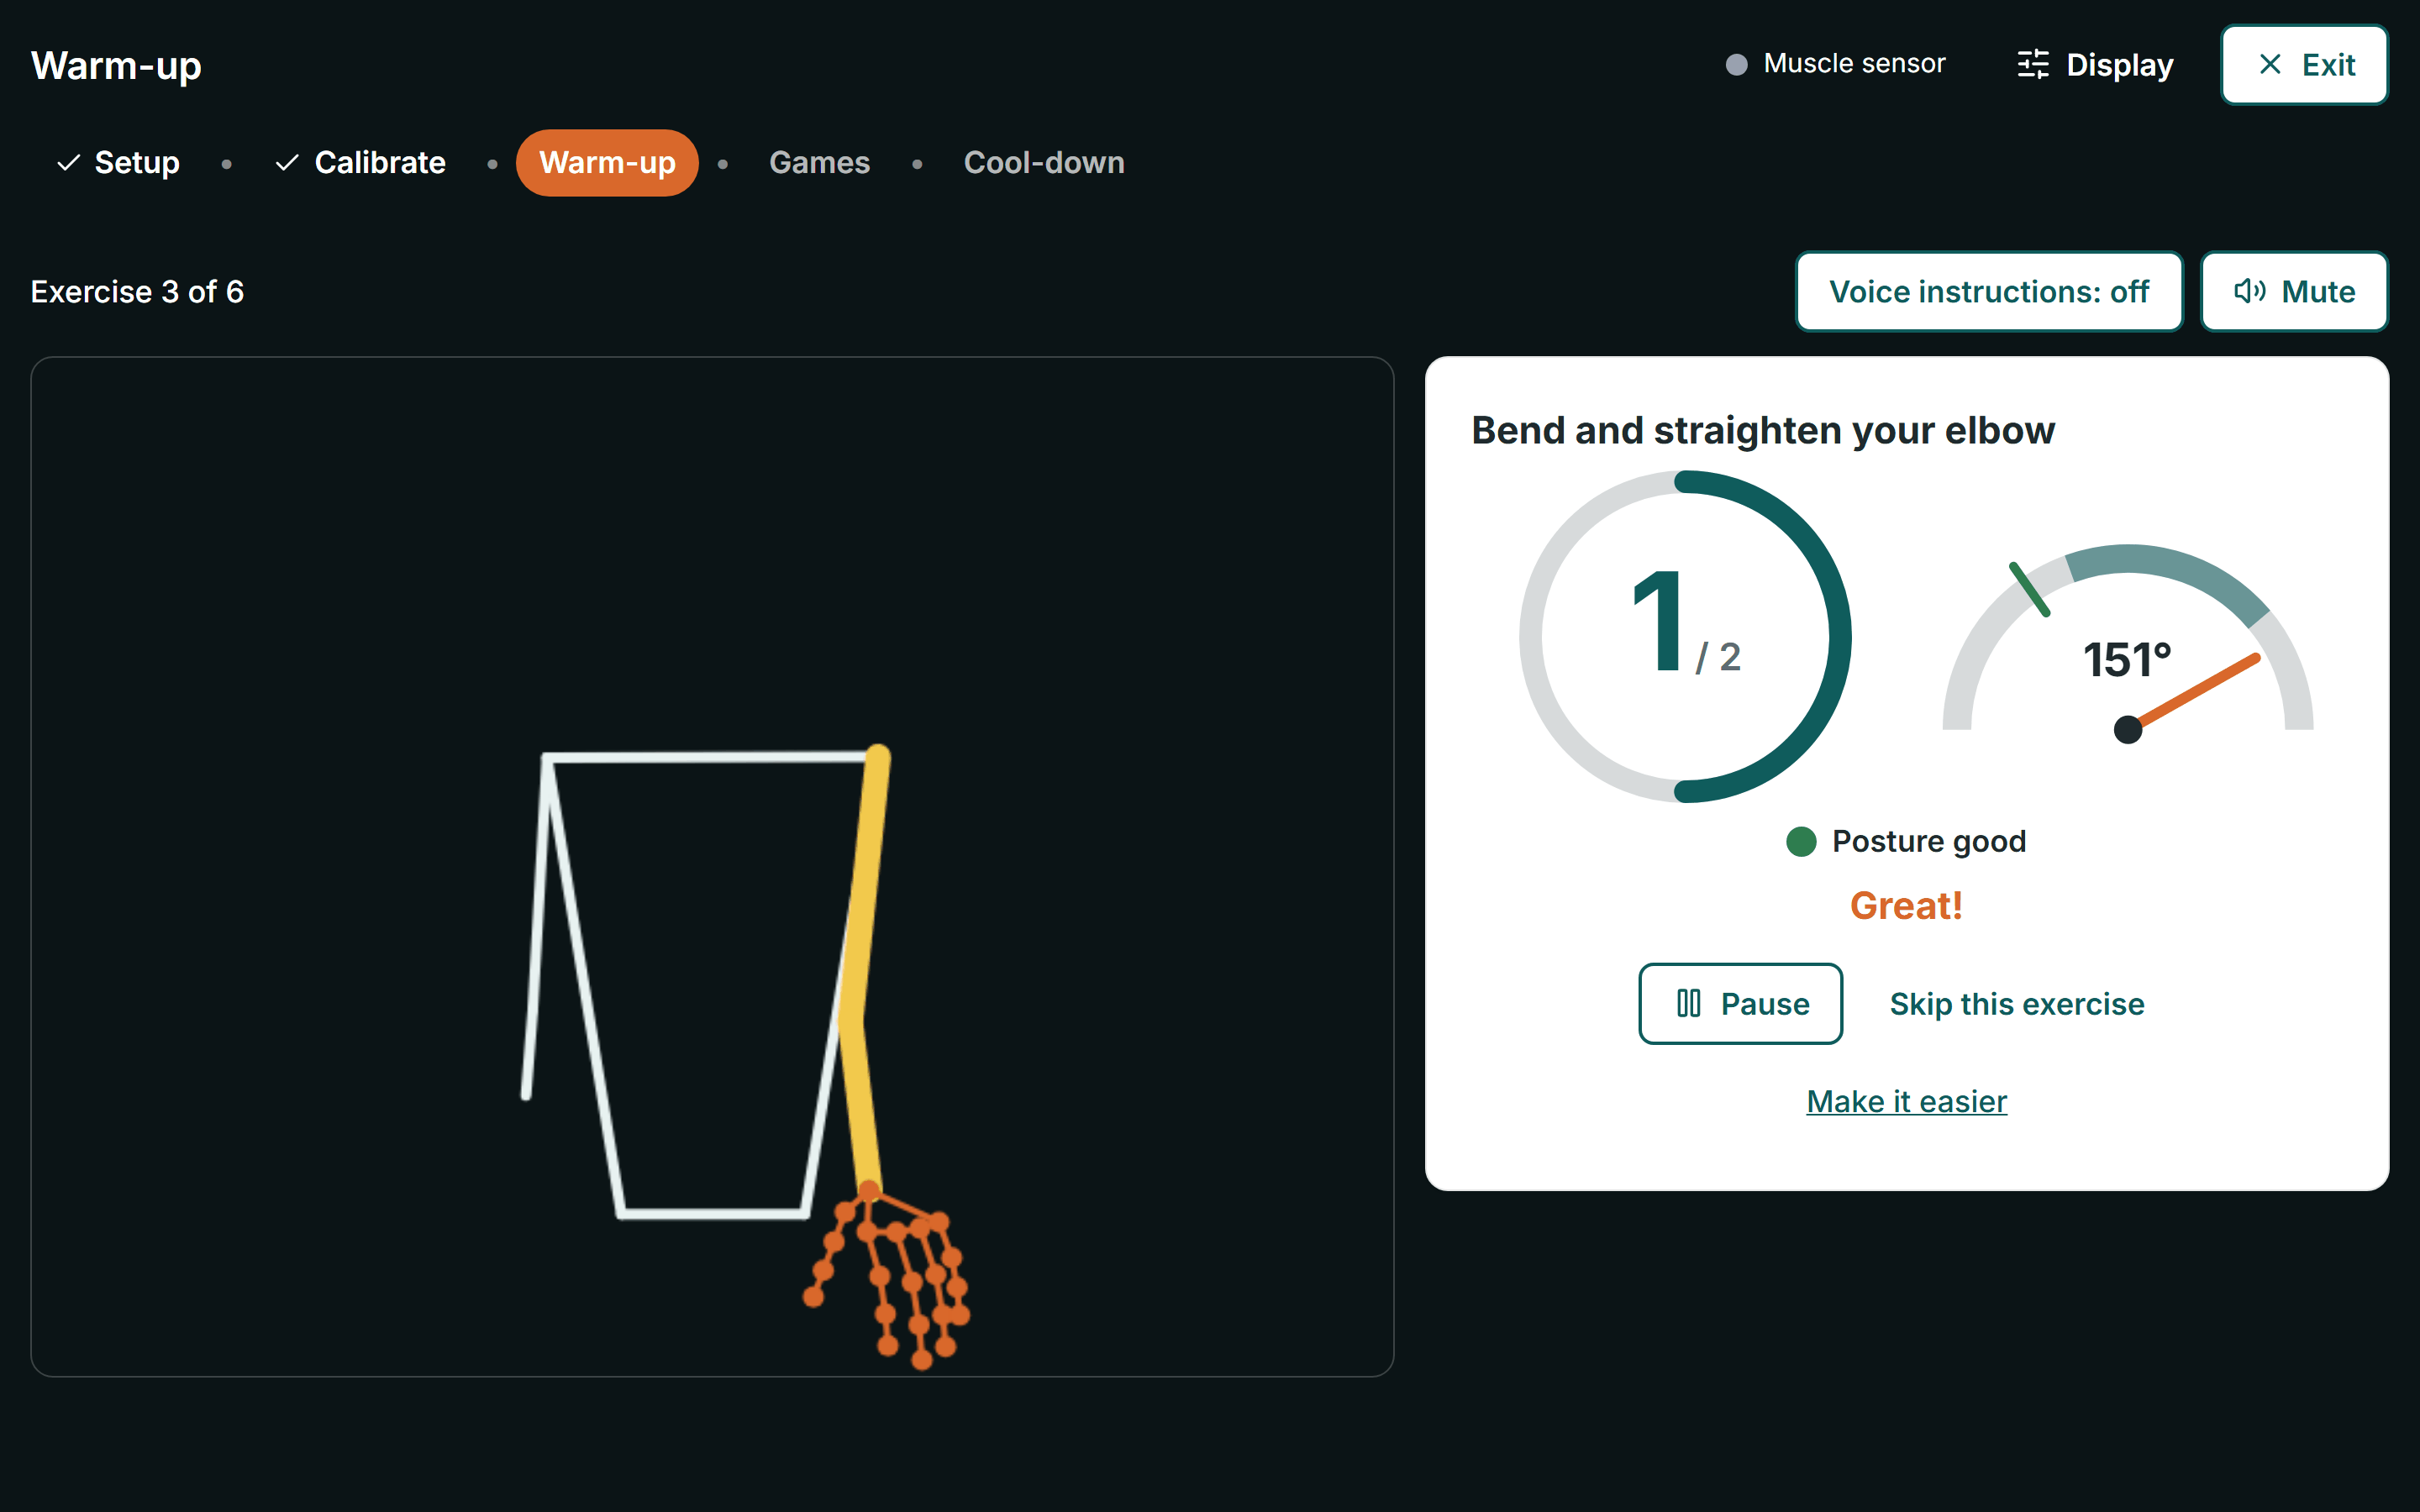 Warm-up
Muscle sensor
Display
Exit
Setup
Calibrate
Warm-up
Games
Cool-down
Exercise 3 of 6
Voice instructions: off
Mute
Bend and straighten your elbow
1 / 2
151°
Posture good
Great!
Pause
Skip this exercise
Make it easier